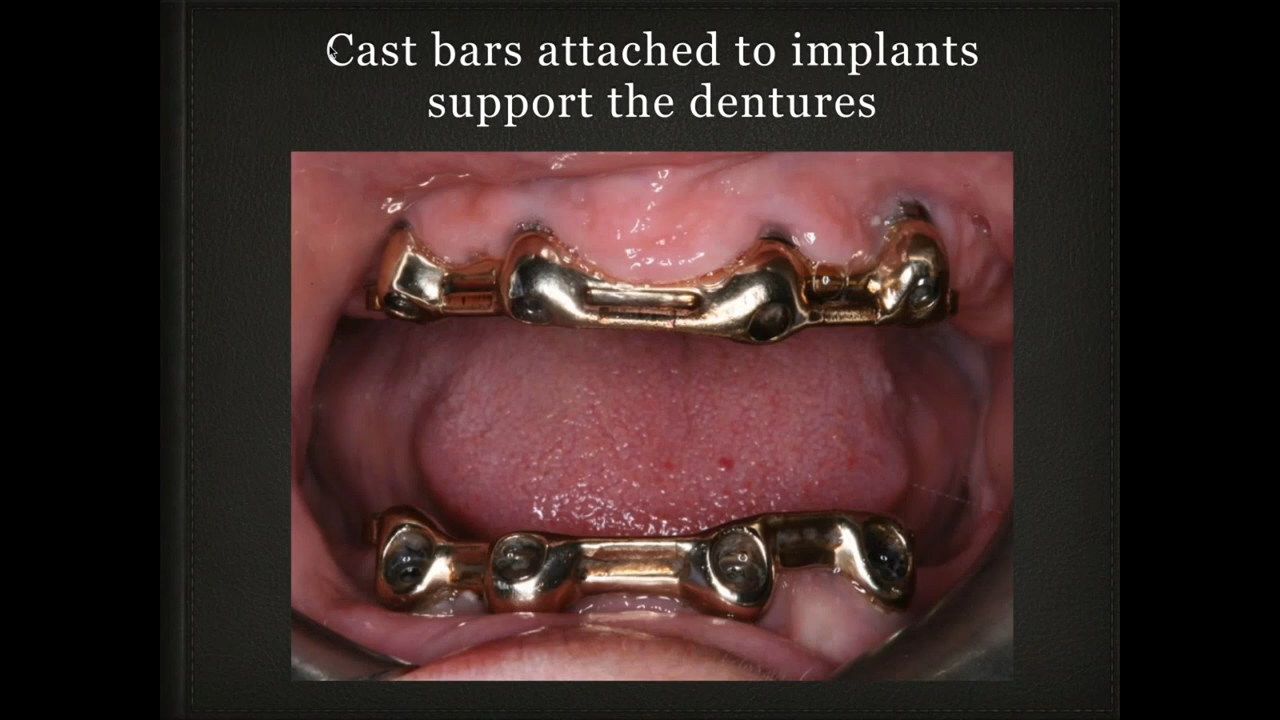 Cast bars attached to implants
support the dentures